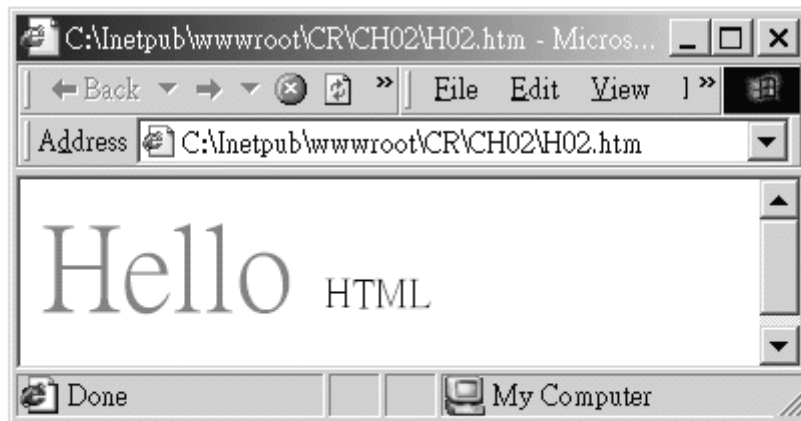 C:\Inetpub\wwwroot\CR\CH02\H02.htm - Micros...
Back » File Edit View »
Address C:\Inetpub\wwwroot\CR\CH02\H02.htm
Hello HTML
Done My Computer